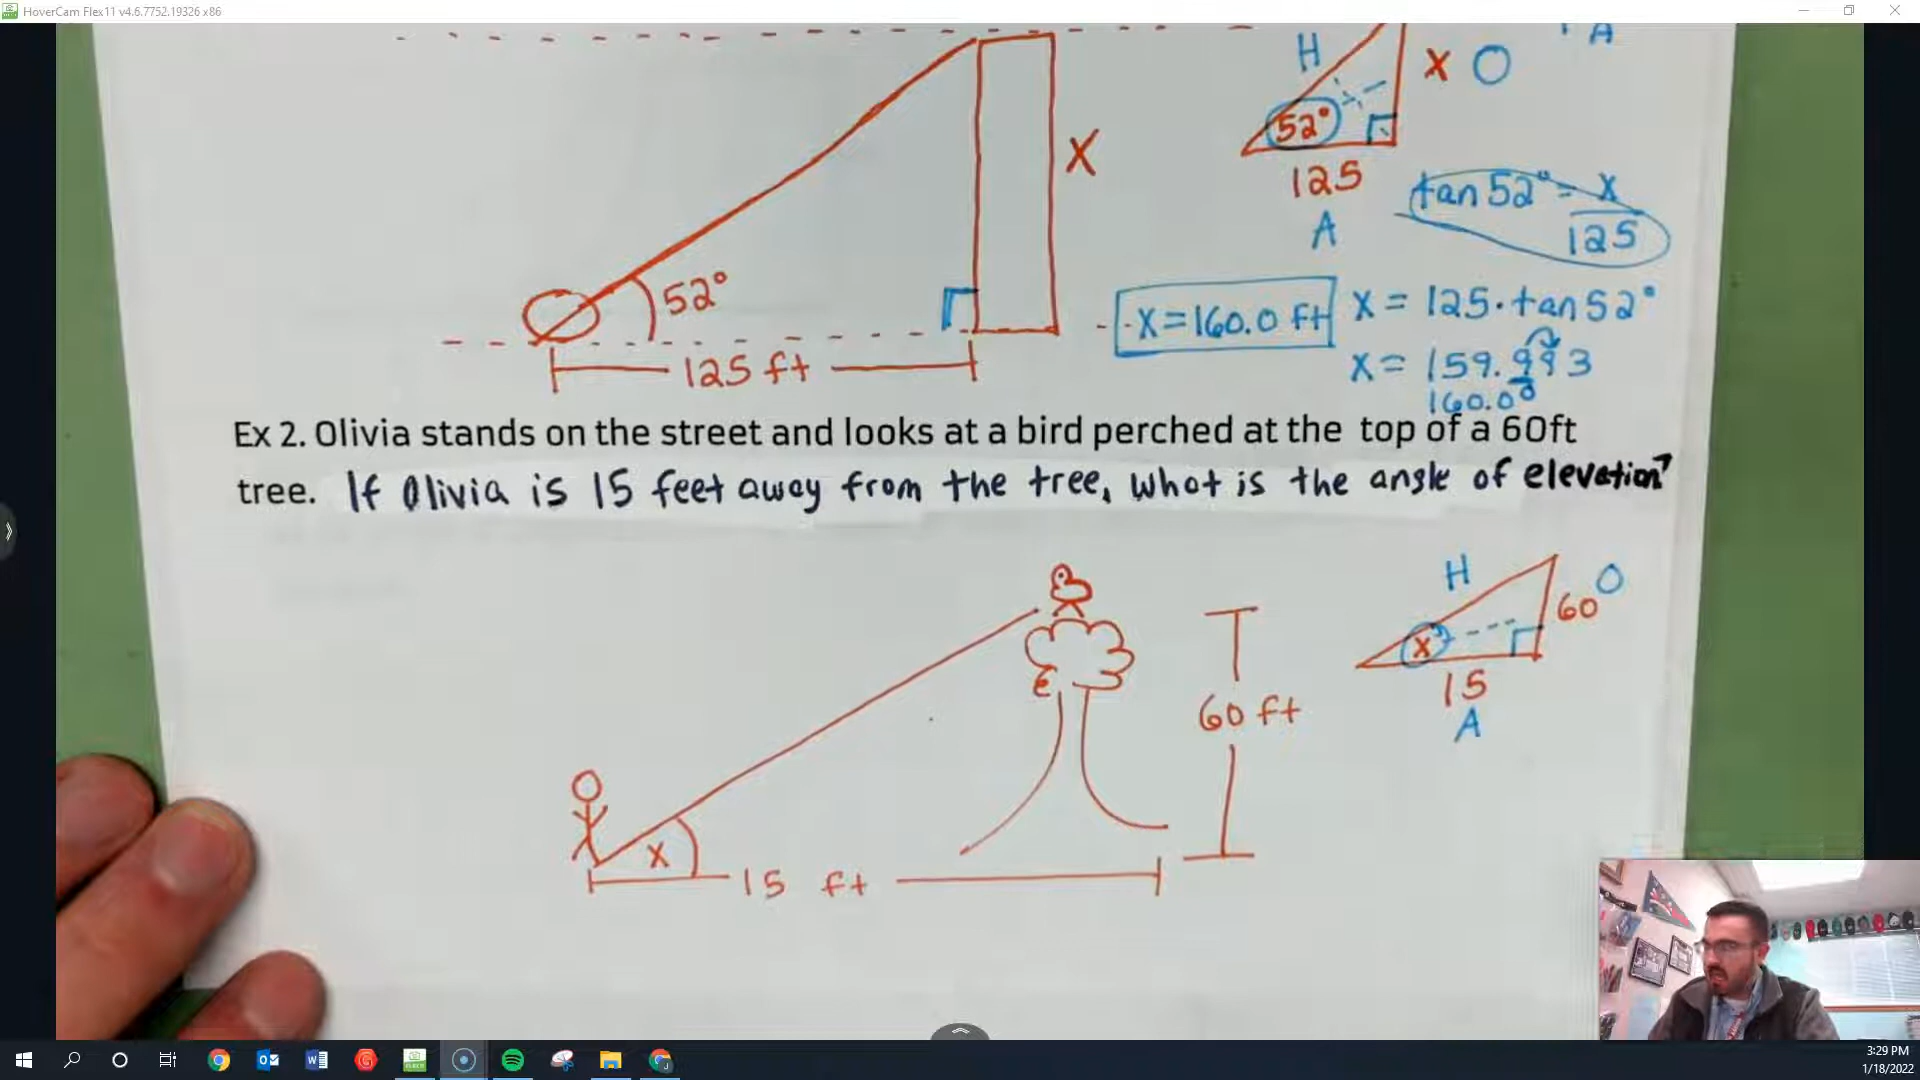 HoverCam Flex11 v4.6.7752.19326 x86
A
H
X O
52°
125
A
tan 52° = X
125
X
52°
125 ft
X = 160.0 ft
X = 125 · tan 52°
X = 159.993
160.0
Ex 2. Olivia stands on the street and looks at a bird perched at the top of a 60ft
tree. If Olivia is 15 feet away from the tree, what is the angle of elevation?
H
O
60
X°
15
A
60 ft
X
15 ft
3:29 PM
1/18/2022